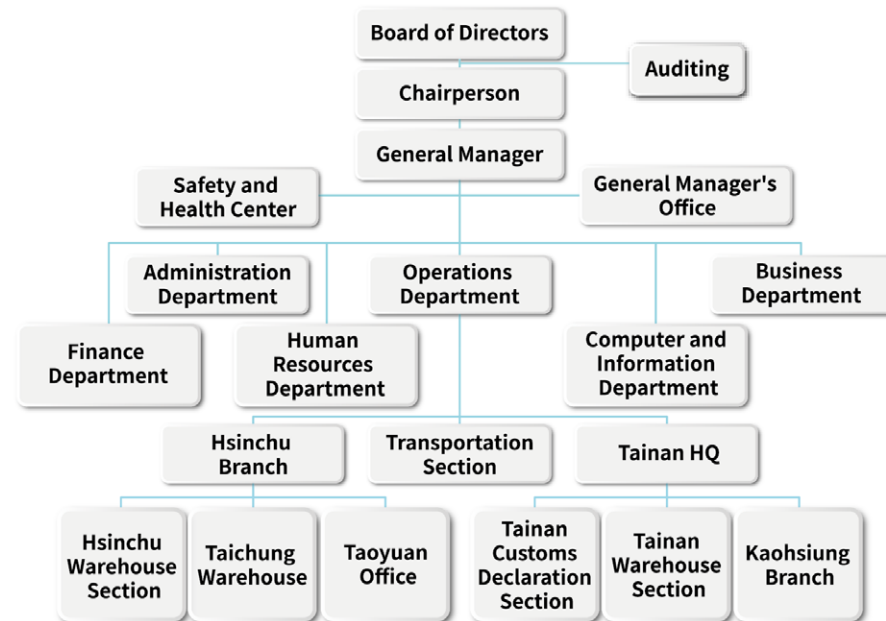 Board of Directors
Auditing
Chairperson
General Manager
Safety and
Health Center
General Manager's
Office
Administration
Department
Operations
Department
Business
Department
Finance
Department
Human
Resources
Department
Computer and
Information
Department
Hsinchu
Branch
Transportation
Section
Tainan HQ
Hsinchu
Warehouse
Section
Taichung
Warehouse
Taoyuan
Office
Tainan
Customs
Declaration
Section
Tainan
Warehouse
Section
Kaohsiung
Branch